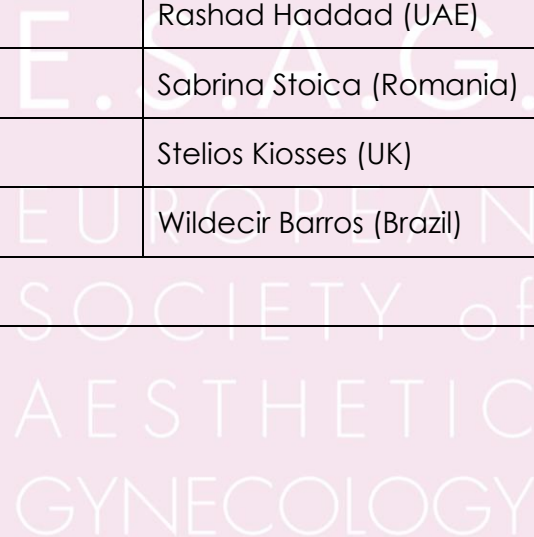 Rashad Haddad (UAE)
E.S.A.G.
Sabrina Stoica (Romania)
Stelios Kiosses (UK)
EUROPEAN
Wildecir Barros (Brazil)
SOCIETY of
AESTHETIC
GYNECOLOGY